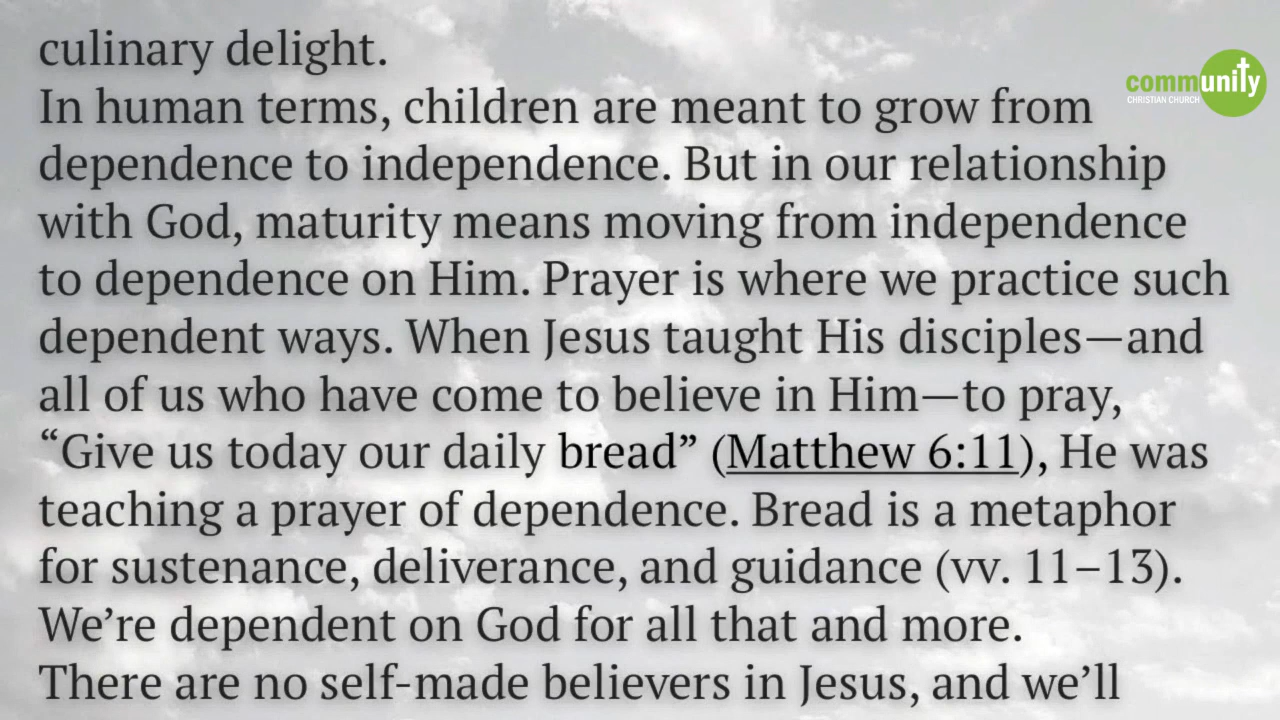 culinary delight.
In human terms, children are meant to grow from
dependence to independence. But in our relationship
with God, maturity means moving from independence
to dependence on Him. Prayer is where we practice such
dependent ways. When Jesus taught His disciples—and
all of us who have come to believe in Him—to pray,
“Give us today our daily bread” (Matthew 6:11), He was
teaching a prayer of dependence. Bread is a metaphor
for sustenance, deliverance, and guidance (vv. 11–13).
We’re dependent on God for all that and more.
There are no self-made believers in Jesus, and we’ll
community
CHRISTIAN CHURCH